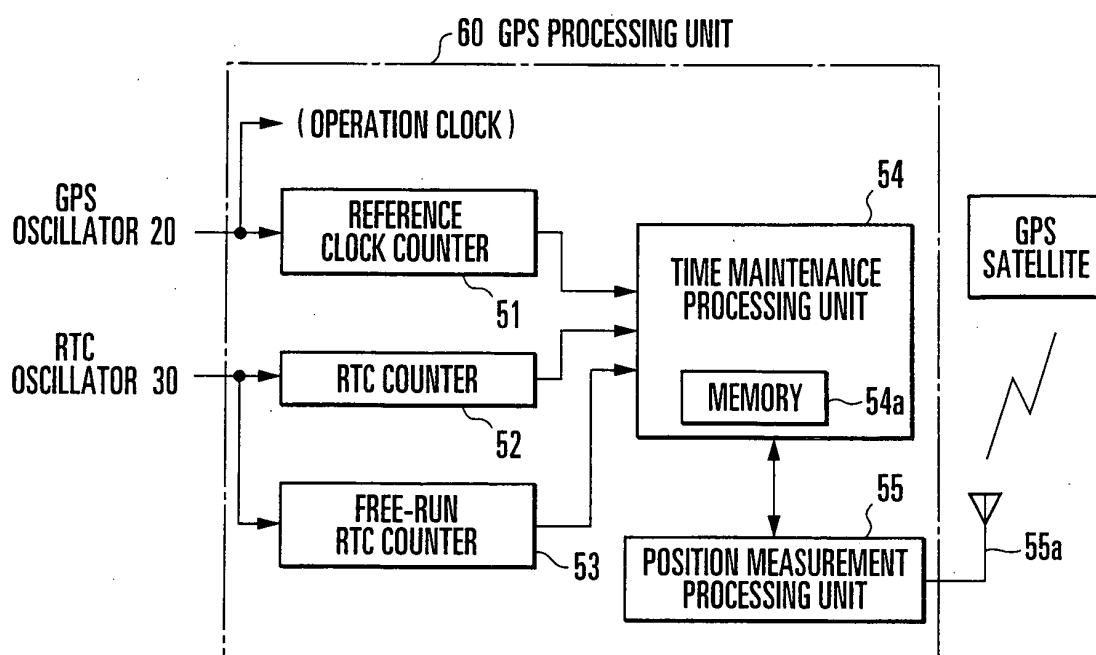 60 GPS PROCESSING UNIT
(OPERATION CLOCK)
GPS
OSCILLATOR 20
REFERENCE
CLOCK COUNTER
51
RTC
OSCILLATOR 30
RTC COUNTER
52
FREE-RUN
RTC COUNTER
53
54
TIME MAINTENANCE
PROCESSING UNIT
MEMORY
54a
55
POSITION MEASUREMENT
PROCESSING UNIT
55a
GPS
SATELLITE